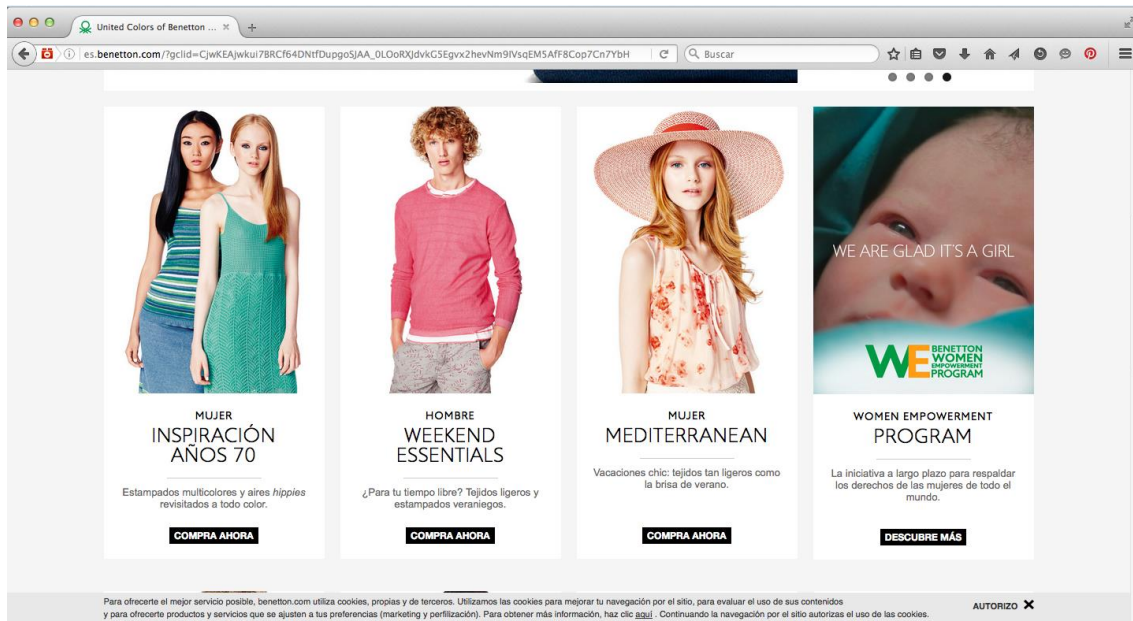 United Colors of Benetton ...
es.benetton.com/?gclid=CjwKEAjwkui7BRCf64DNtfDupgoSJAA_0LOoRXJdvkG5Egvx2hevNm9IVsqEM5AfF8Cop7Cn7YbH
Buscar
WE ARE GLAD IT'S A GIRL
WE BENETTON
WOMEN
EMPOWERMENT
PROGRAM
MUJER
INSPIRACIÓN
AÑOS 70
Estampados multicolores y aires hippies
revisitados a todo color.
COMPRA AHORA
HOMBRE
WEEKEND
ESSENTIALS
¿Para tu tiempo libre? Tejidos ligeros y
estampados veraniegos.
COMPRA AHORA
MUJER
MEDITERRANEAN
Vacaciones chic: tejidos tan ligeros como
la brisa de verano.
COMPRA AHORA
WOMEN EMPOWERMENT
PROGRAM
La iniciativa a largo plazo para respaldar
los derechos de las mujeres de todo el
mundo.
DESCUBRE MÁS
Para ofrecerte el mejor servicio posible, benetton.com utiliza cookies, propias y de terceros. Utilizamos las cookies para mejorar tu navegación por el sitio, para evaluar el uso de sus contenidos
y para ofrecerte productos y servicios que se ajusten a tus preferencias (marketing y perfilización). Para obtener más información, haz clic aquí . Continuando la navegación por el sitio autorizas el uso de las cookies.
AUTORIZO